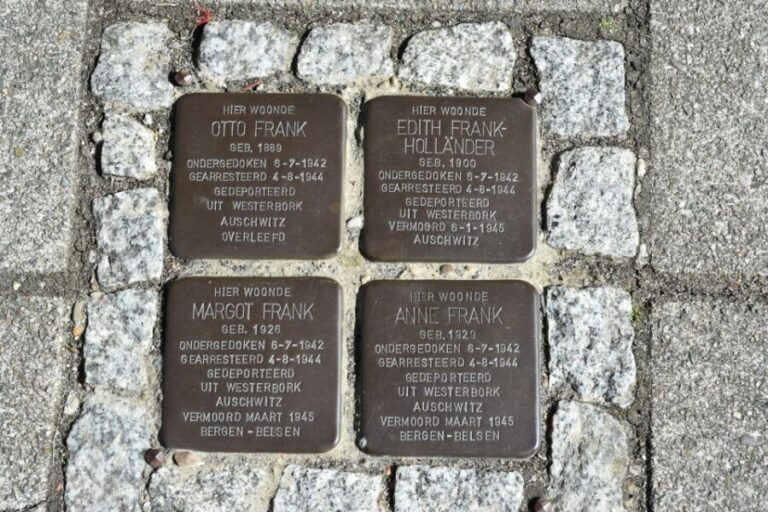 HIER WOONDE
OTTO FRANK
GEB. 1889
ONDERGEDOKEN 6-7-1942
GEARRESTEERD 4-8-1944
GEDEPORTEERD
UIT WESTERBORK
AUSCHWITZ
OVERLEEFD
HIER WOONDE
EDITH FRANK-
HOLLÄNDER
GEB. 1900
ONDERGEDOKEN 6-7-1942
GEARRESTEERD 4-8-1944
GEDEPORTEERD
UIT WESTERBORK
VERMOORD 6-1-1945
AUSCHWITZ
HIER WOONDE
MARGOT FRANK
GEB. 1926
ONDERGEDOKEN 6-7-1942
GEARRESTEERD 4-8-1944
GEDEPORTEERD
UIT WESTERBORK
AUSCHWITZ
VERMOORD MAART 1945
BERGEN-BELSEN
HIER WOONDE
ANNE FRANK
GEB. 1929
ONDERGEDOKEN 6-7-1942
GEARRESTEERD 4-8-1944
GEDEPORTEERD
UIT WESTERBORK
AUSCHWITZ
VERMOORD MAART 1945
BERGEN-BELSEN